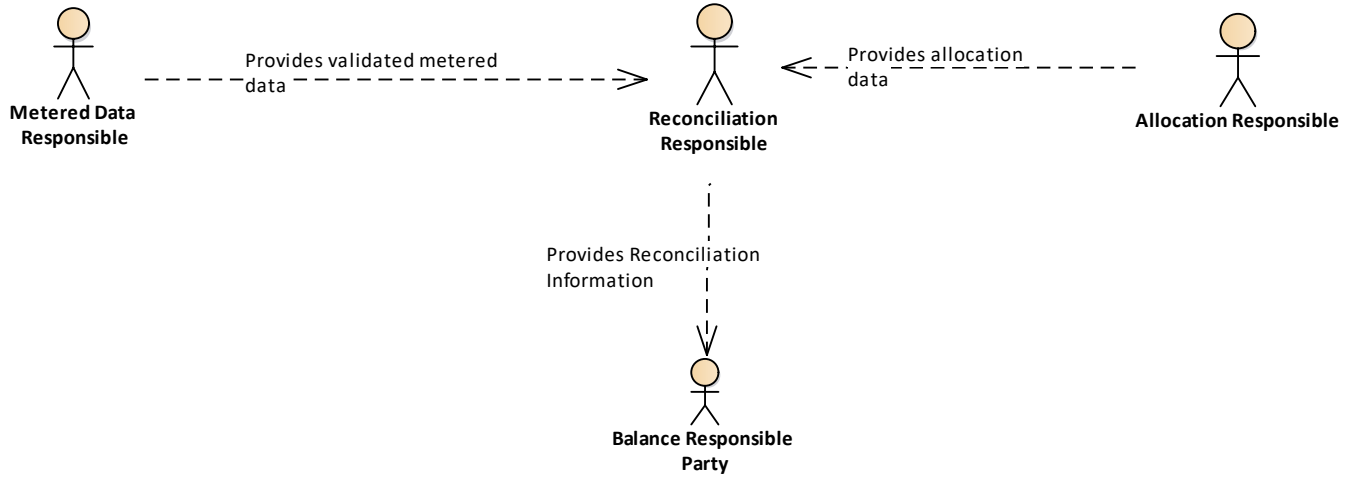 Provides validated metered
data
Provides allocation
data
Metered Data
Responsible
Reconciliation
Responsible
Allocation Responsible
Provides Reconciliation
Information
Balance Responsible
Party